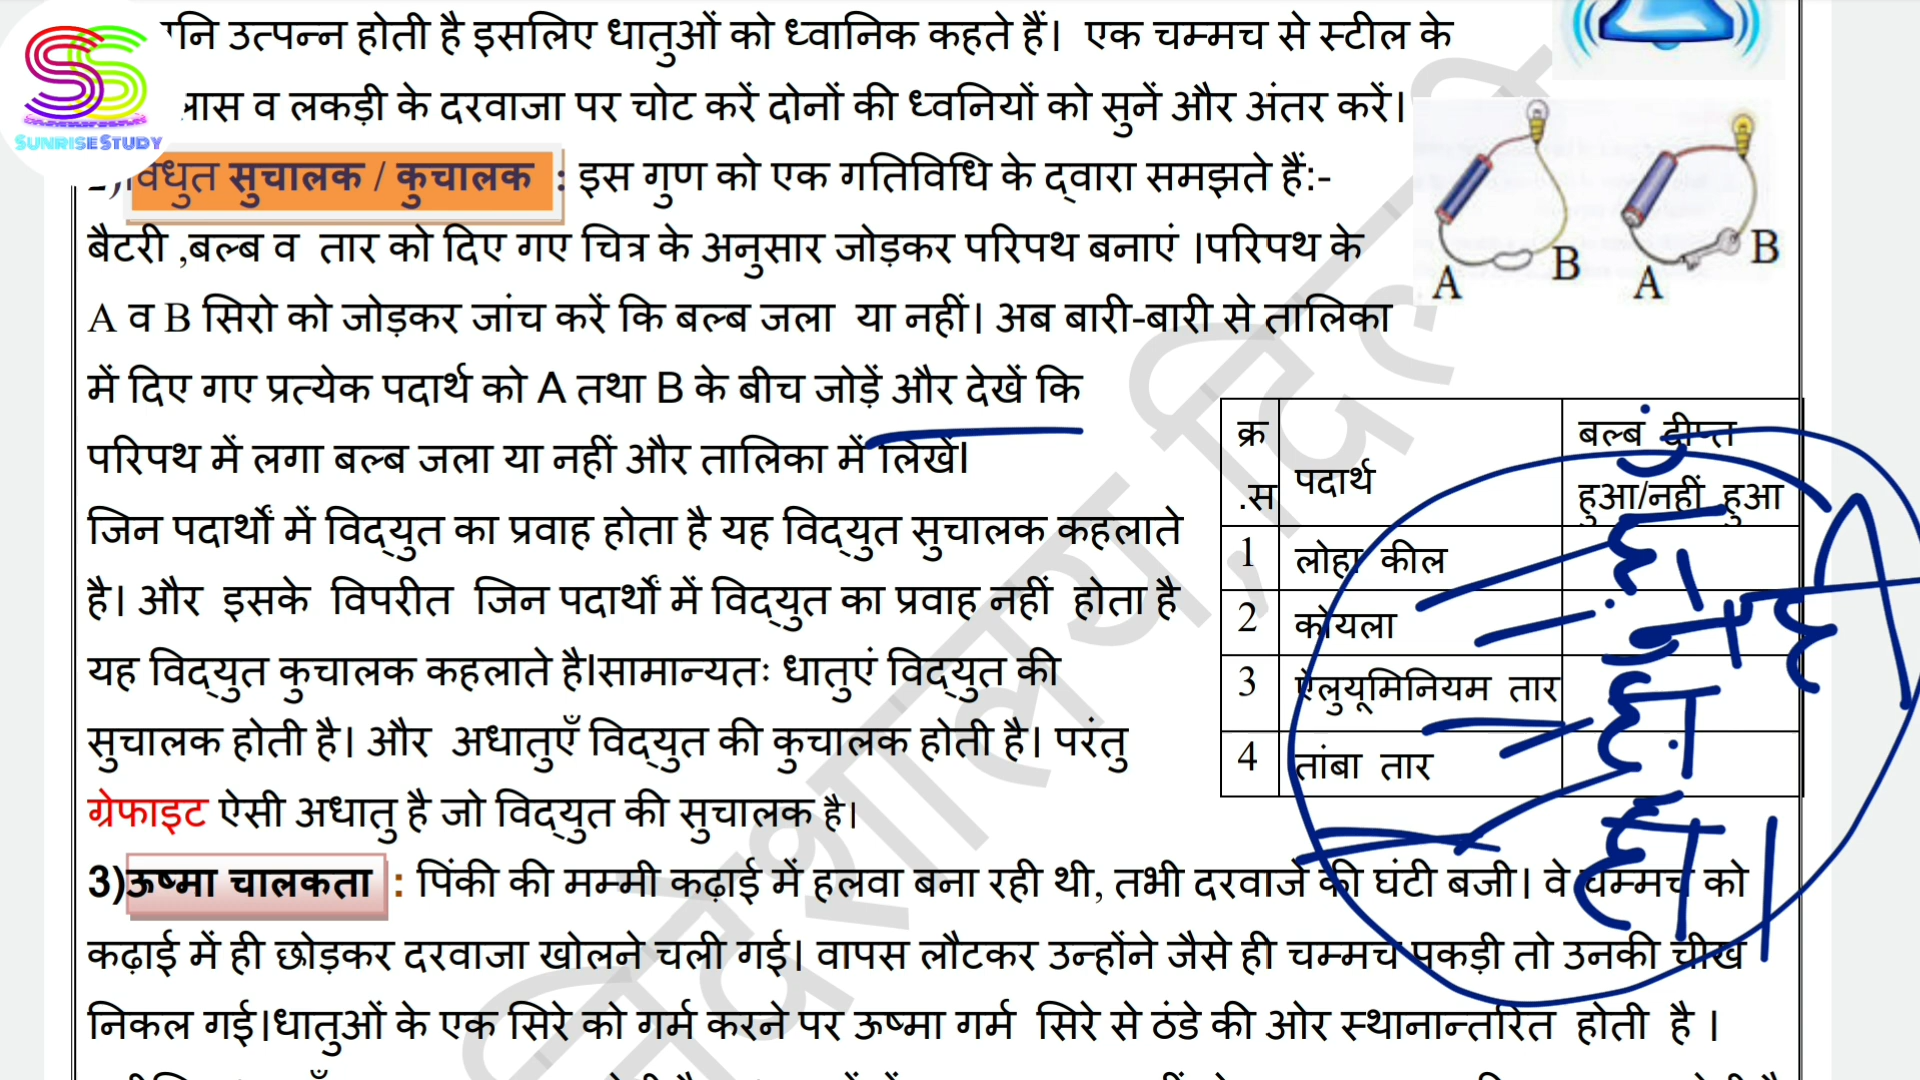 नि उत्पन्न होती है इसलिए धातुओं को ध्वानिक कहते हैं। एक चम्मच से स्टील के
लास व लकड़ी के दरवाजा पर चोट करें दोनों की ध्वनियों को सुनें और अंतर करें।
SUNRISESTUDY
2)विधुत सुचालक / कुचालक : इस गुण को एक गतिविधि के द्वारा समझते हैं:-
बैटरी ,बल्ब व तार को दिए गए चित्र के अनुसार जोड़कर परिपथ बनाएं ।परिपथ के
A B A B
A व B सिरो को जोड़कर जांच करें कि बल्ब जला या नहीं। अब बारी-बारी से तालिका
में दिए गए प्रत्येक पदार्थ को A तथा B के बीच जोड़ें और देखें कि
परिपथ में लगा बल्ब जला या नहीं और तालिका में लिखें।
जिन पदार्थों में विद्युत का प्रवाह होता है यह विद्युत सुचालक कहलाते
है। और इसके विपरीत जिन पदार्थों में विद्युत का प्रवाह नहीं होता है
यह विद्युत कुचालक कहलाते है।सामान्यतः धातुएं विद्युत की
सुचालक होती है। और अधातुएँ विद्युत की कुचालक होती है। परंतु
ग्रेफाइट ऐसी अधातु है जो विद्युत की सुचालक है।
क्र.स पदार्थ बल्ब दीप्त हुआ/नहीं हुआ
1 लोहा कील हां
2 कोयला
3 ऐलुयूमिनियम तार हां
4 तांबा तार हां
3)ऊष्मा चालकता : पिंकी की मम्मी कढ़ाई में हलवा बना रही थी, तभी दरवाजे की घंटी बजी। वे चम्मच को
कढ़ाई में ही छोड़कर दरवाजा खोलने चली गई। वापस लौटकर उन्होंने जैसे ही चम्मच पकड़ी तो उनकी चीख
निकल गई।धातुओं के एक सिरे को गर्म करने पर ऊष्मा गर्म सिरे से ठंडे की ओर स्थानान्तरित होती है ।